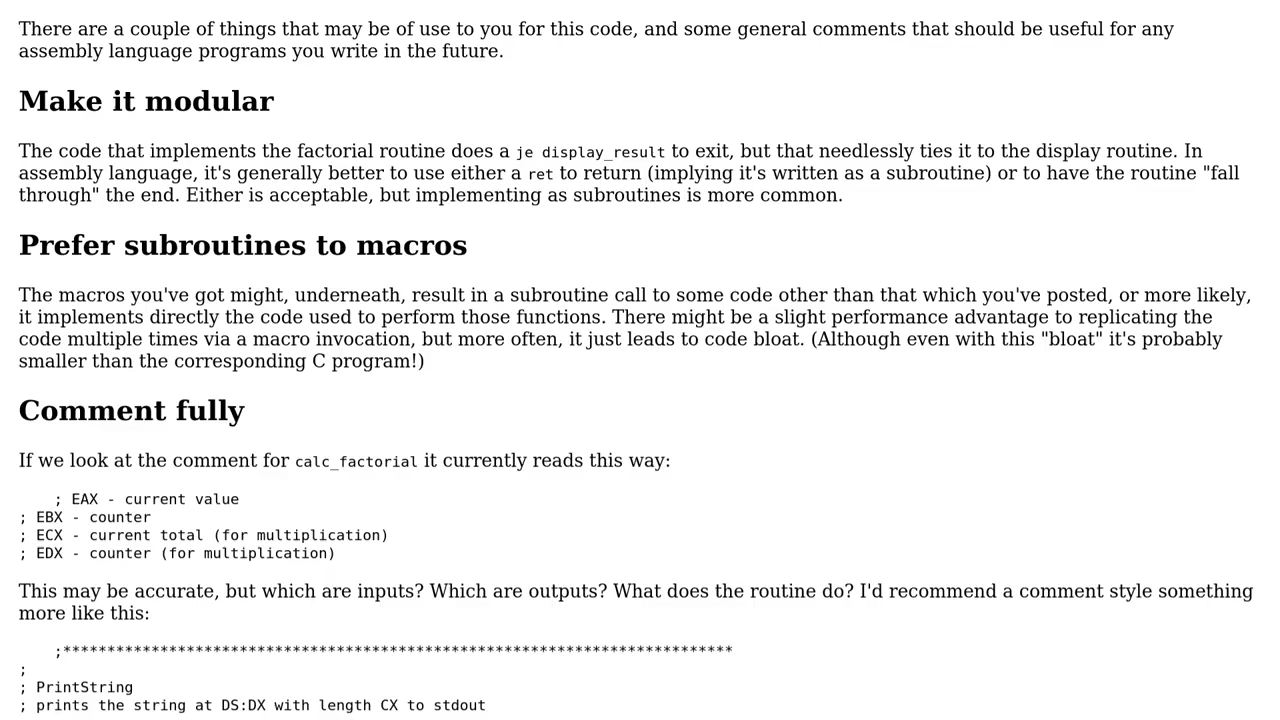 There are a couple of things that may be of use to you for this code, and some general comments that should be useful for any
assembly language programs you write in the future.
Make it modular
The code that implements the factorial routine does a je display_result to exit, but that needlessly ties it to the display routine. In
assembly language, it's generally better to use either a ret to return (implying it's written as a subroutine) or to have the routine "fall
through" the end. Either is acceptable, but implementing as subroutines is more common.
Prefer subroutines to macros
The macros you've got might, underneath, result in a subroutine call to some code other than that which you've posted, or more likely,
it implements directly the code used to perform those functions. There might be a slight performance advantage to replicating the
code multiple times via a macro invocation, but more often, it just leads to code bloat. (Although even with this "bloat" it's probably
smaller than the corresponding C program!)
Comment fully
If we look at the comment for calc_factorial it currently reads this way:
; EAX - current value
; EBX - counter
; ECX - current total (for multiplication)
; EDX - counter (for multiplication)
This may be accurate, but which are inputs? Which are outputs? What does the routine do? I'd recommend a comment style something
more like this:
;****************************************************************************
;
; PrintString
; prints the string at DS:DX with length CX to stdout